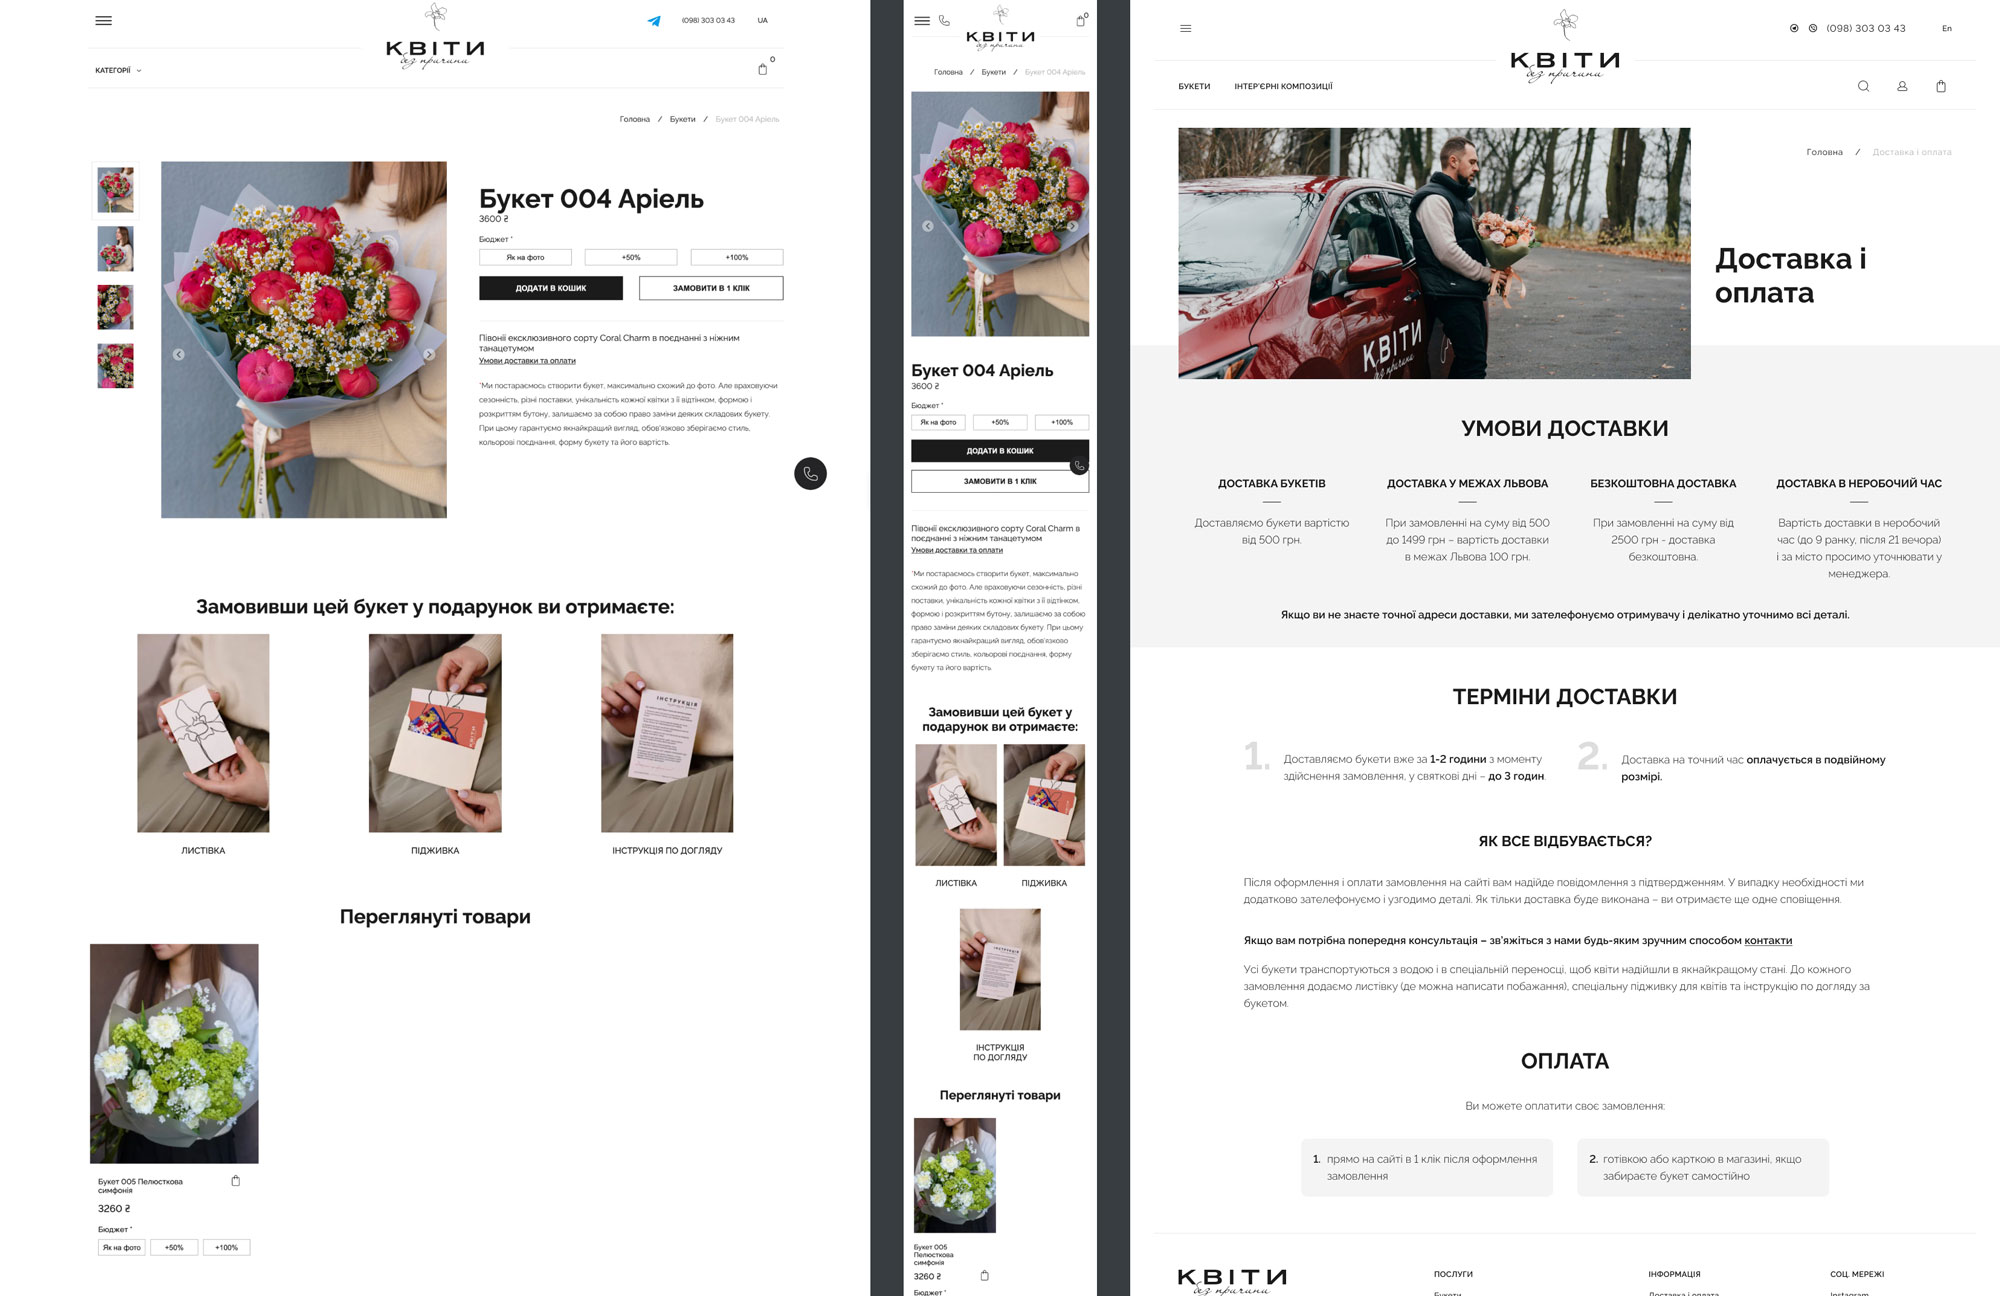 (098) 303 03 43
UA
КВІТИ
без причини
КАТЕГОРІЇ
0
Головна / Букети / Букет 004 Аріель
Букет 004 Аріель
3600 ₴
Бюджет *
Як на фото
+50%
+100%
ДОДАТИ В КОШИК
ЗАМОВИТИ В 1 КЛІК
Півонії ексклюзивного сорту Coral Charm в поєднанні з ніжним
танацетумом
Умови доставки та оплати
*Ми постараємось створити букет, максимально схожий до фото. Але враховуючи
сезонність, різні поставки, унікальність кожної квітки з її відтінком, формою і
розкриттям бутону, залишаємо за собою право заміни деяких складових букету.
При цьому гарантуємо якнайкращий вигляд, обов'язково зберігаємо стиль,
кольорові поєднання, форму букету та його вартість.
Замовивши цей букет у подарунок ви отримаєте:
КВІТИ
ІНСТРУКЦІЯ
ЛИСТІВКА
ПІДЖИВКА
ІНСТРУКЦІЯ ПО ДОГЛЯДУ
Переглянуті товари
Букет 005 Пелюсткова
симфонія
3260 ₴
Бюджет *
Як на фото
+50%
+100%
0
КВІТИ
без причини
Головна / Букети / Букет 004 Аріель
Букет 004 Аріель
3600 ₴
Бюджет *
Як на фото
+50%
+100%
ДОДАТИ В КОШИК
ЗАМОВИТИ В 1 КЛІК
Півонії ексклюзивного сорту Coral Charm в
поєднанні з ніжним танацетумом
Умови доставки та оплати
*Ми постараємось створити букет, максимально
схожий до фото. Але враховуючи сезонність, різні
поставки, унікальність кожної квітки з її відтінком,
формою і розкриттям бутону, залишаємо за собою
право заміни деяких складових букету. При цьому
гарантуємо якнайкращий вигляд, обов'язково
зберігаємо стиль, кольорові поєднання, форму
букету та його вартість.
Замовивши цей букет у
подарунок ви отримаєте:
ІНСТРУКЦІЯ
ЛИСТІВКА
ПІДЖИВКА
ІНСТРУКЦІЯ
ПО ДОГЛЯДУ
Переглянуті товари
Букет 005
Пелюсткова
симфонія
3260 ₴
Бюджет *
(098) 303 03 43
En
КВІТИ
без причини
БУКЕТИ
ІНТЕР'ЄРНІ КОМПОЗИЦІЇ
Головна / Доставка і оплата
КВІТИ
без причини
Доставка і
оплата
УМОВИ ДОСТАВКИ
ДОСТАВКА БУКЕТІВ
Доставляємо букети вартістю
від 500 грн.
ДОСТАВКА У МЕЖАХ ЛЬВОВА
При замовленні на суму від 500
до 1499 грн – вартість доставки
в межах Львова 100 грн.
БЕЗКОШТОВНА ДОСТАВКА
При замовленні на суму від
2500 грн - доставка
безкоштовна.
ДОСТАВКА В НЕРОБОЧИЙ ЧАС
Вартість доставки в неробочий
час (до 9 ранку, після 21 вечора)
і за місто просимо уточнювати у
менеджера.
Якщо ви не знаєте точної адреси доставки, ми зателефонуємо отримувачу і делікатно уточнимо всі деталі.
ТЕРМІНИ ДОСТАВКИ
1.
Доставляємо букети вже за 1-2 години з моменту
здійснення замовлення, у святкові дні – до 3 годин.
2.
Доставка на точний час оплачується в подвійному
розмірі.
ЯК ВСЕ ВІДБУВАЄТЬСЯ?
Після оформлення і оплати замовлення на сайті вам надійде повідомлення з підтвердженням. У випадку необхідності ми
додатково зателефонуємо і узгодимо деталі. Як тільки доставка буде виконана – ви отримаєте ще одне сповіщення.
Якщо вам потрібна попередня консультація – зв'яжіться з нами будь-яким зручним способом контакти
Усі букети транспортуються з водою і в спеціальній переносці, щоб квіти надійшли в якнайкращому стані. До кожного
замовлення додаємо листівку (де можна написати побажання), спеціальну підживку для квітів та інструкцію по догляду за
букетом.
ОПЛАТА
Ви можете оплатити своє замовлення:
1. прямо на сайті в 1 клік після оформлення
замовлення
2. готівкою або карткою в магазині, якщо
забираєте букет самостійно
КВІТИ
без причини
ПОСЛУГИ
Букети
ІНФОРМАЦІЯ
Доставка і оплата
СОЦ. МЕРЕЖІ
Instagram